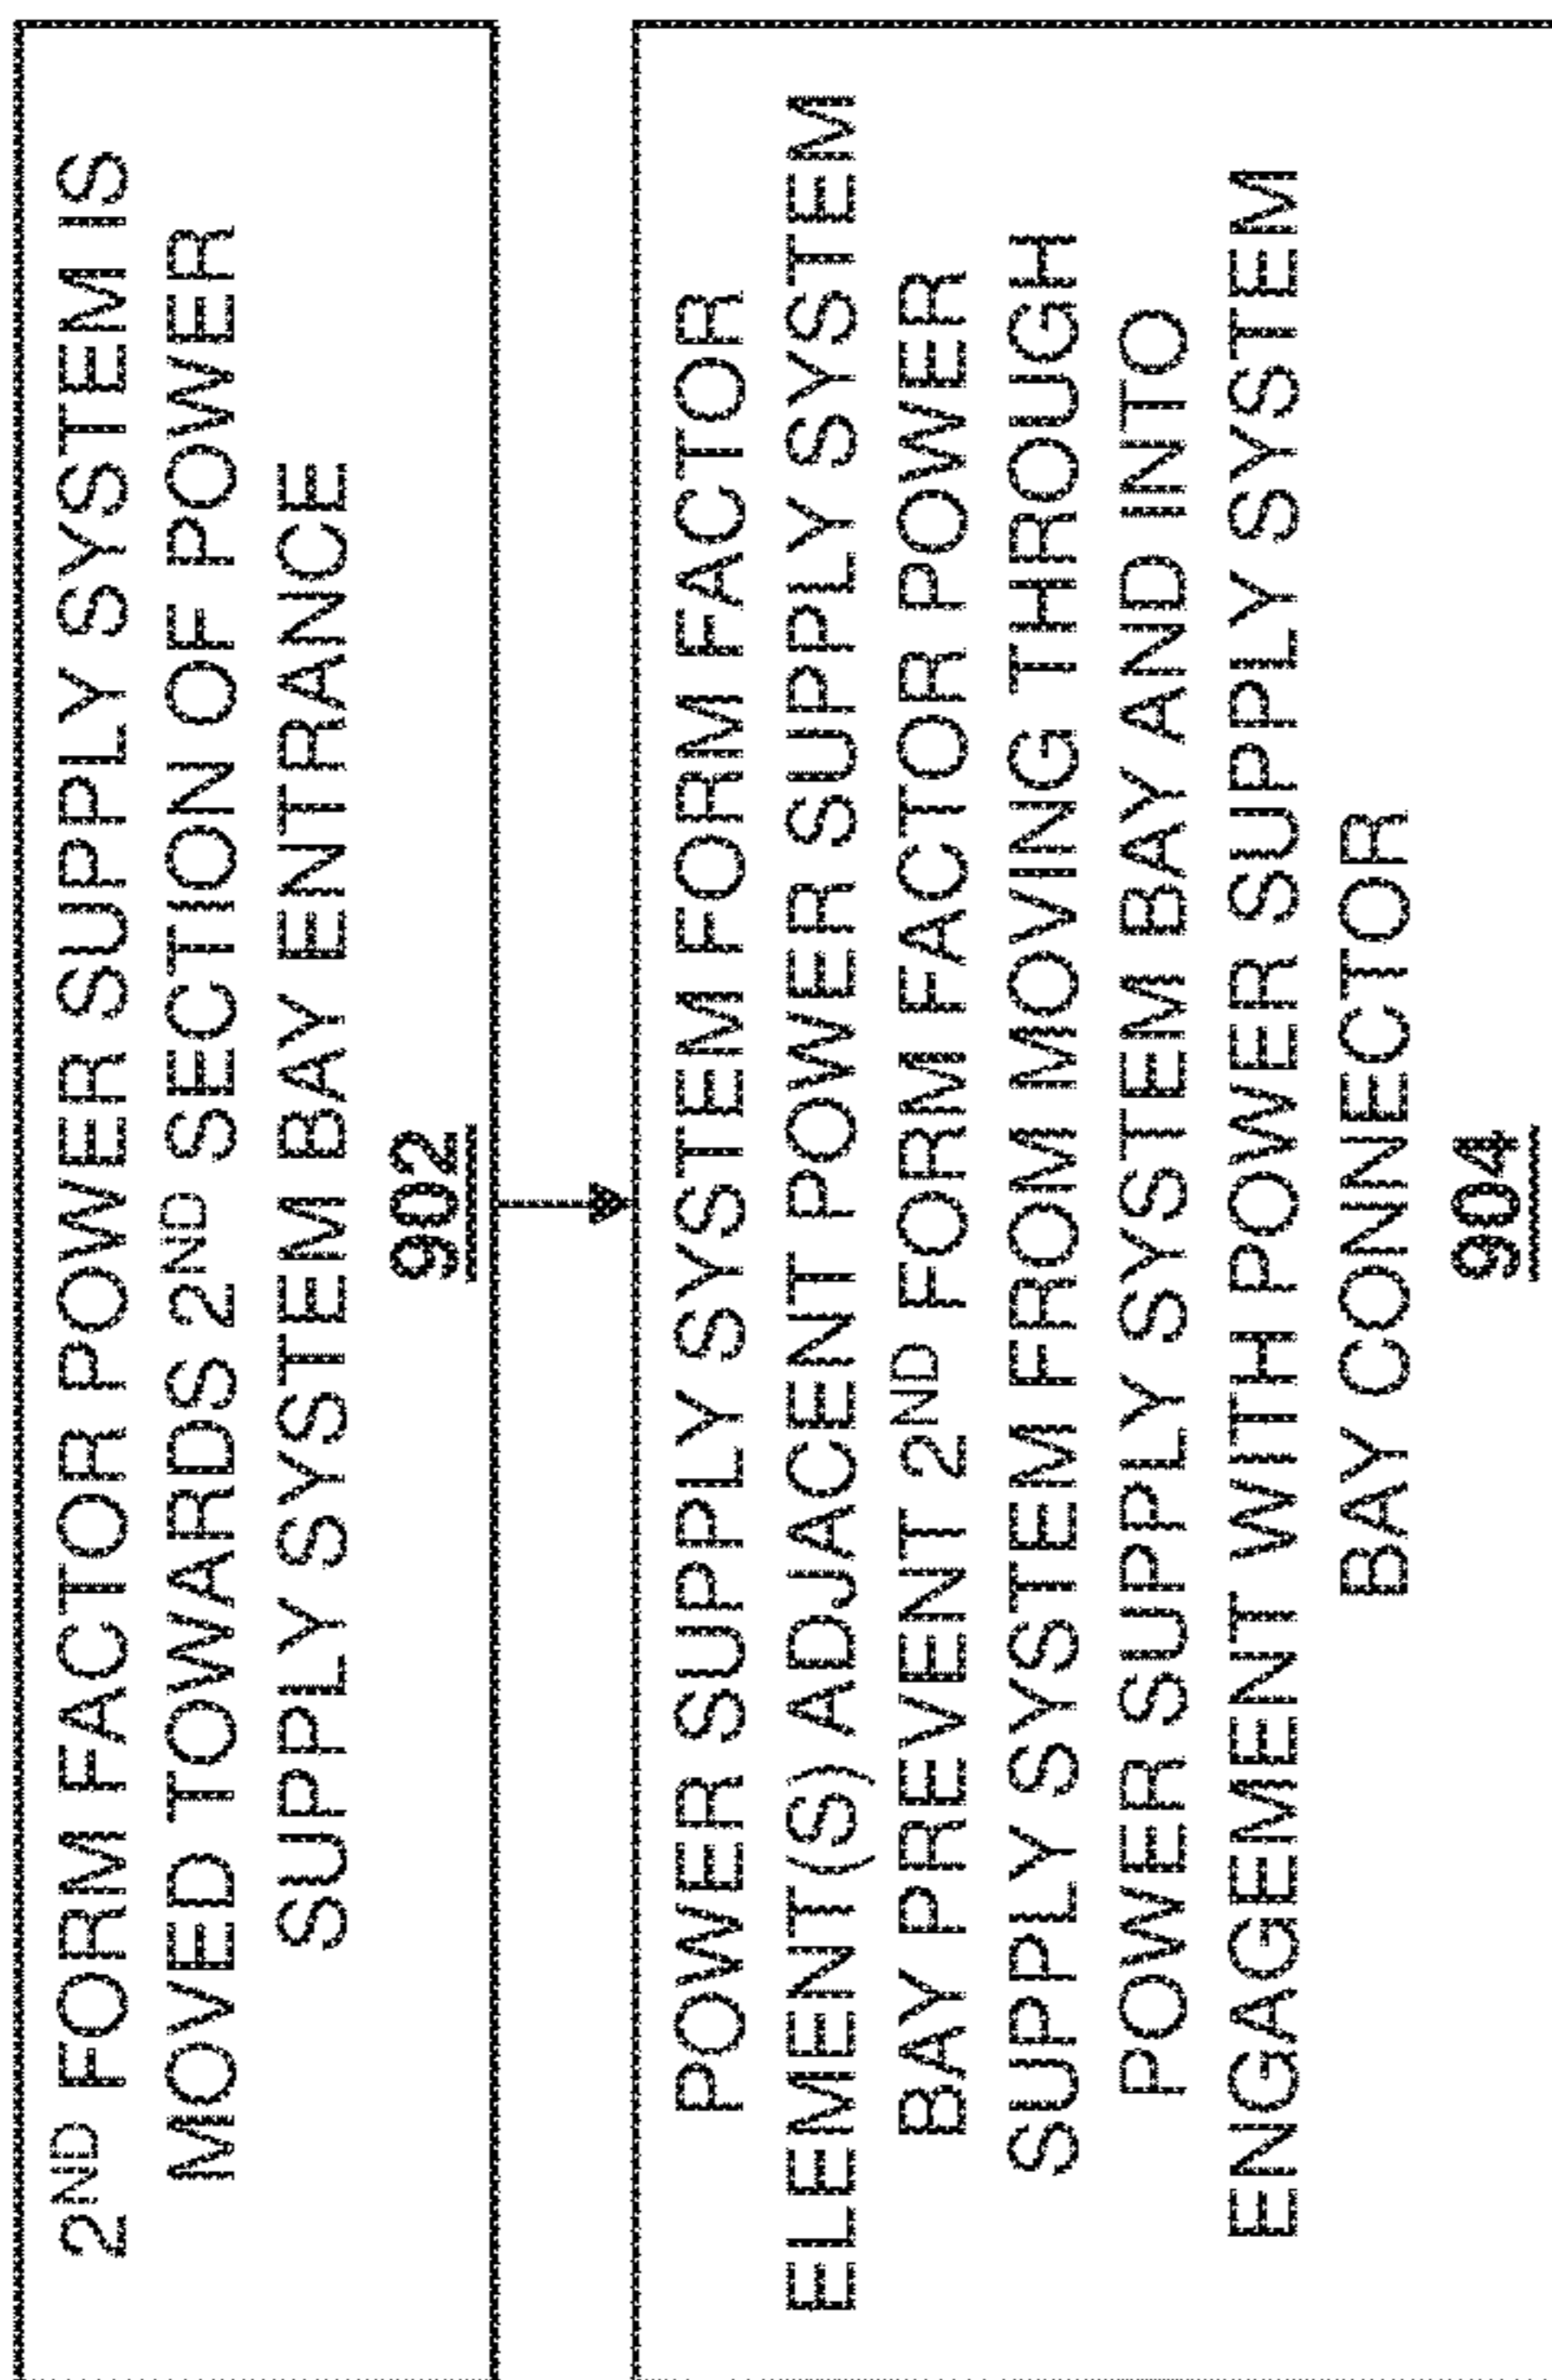 2ND FORM FACTOR POWER SUPPLY SYSTEM IS
MOVED TOWARDS 2ND SECTION OF POWER
SUPPLY SYSTEM BAY ENTRANCE
902
POWER SUPPLY SYSTEM FORM FACTOR
ELEMENT(S) ADJACENT POWER SUPPLY SYSTEM
BAY PREVENT 2ND FORM FACTOR POWER
SUPPLY SYSTEM FROM MOVING THROUGH
POWER SUPPLY SYSTEM BAY AND INTO
ENGAGEMENT WITH POWER SUPPLY SYSTEM
BAY CONNECTOR
904